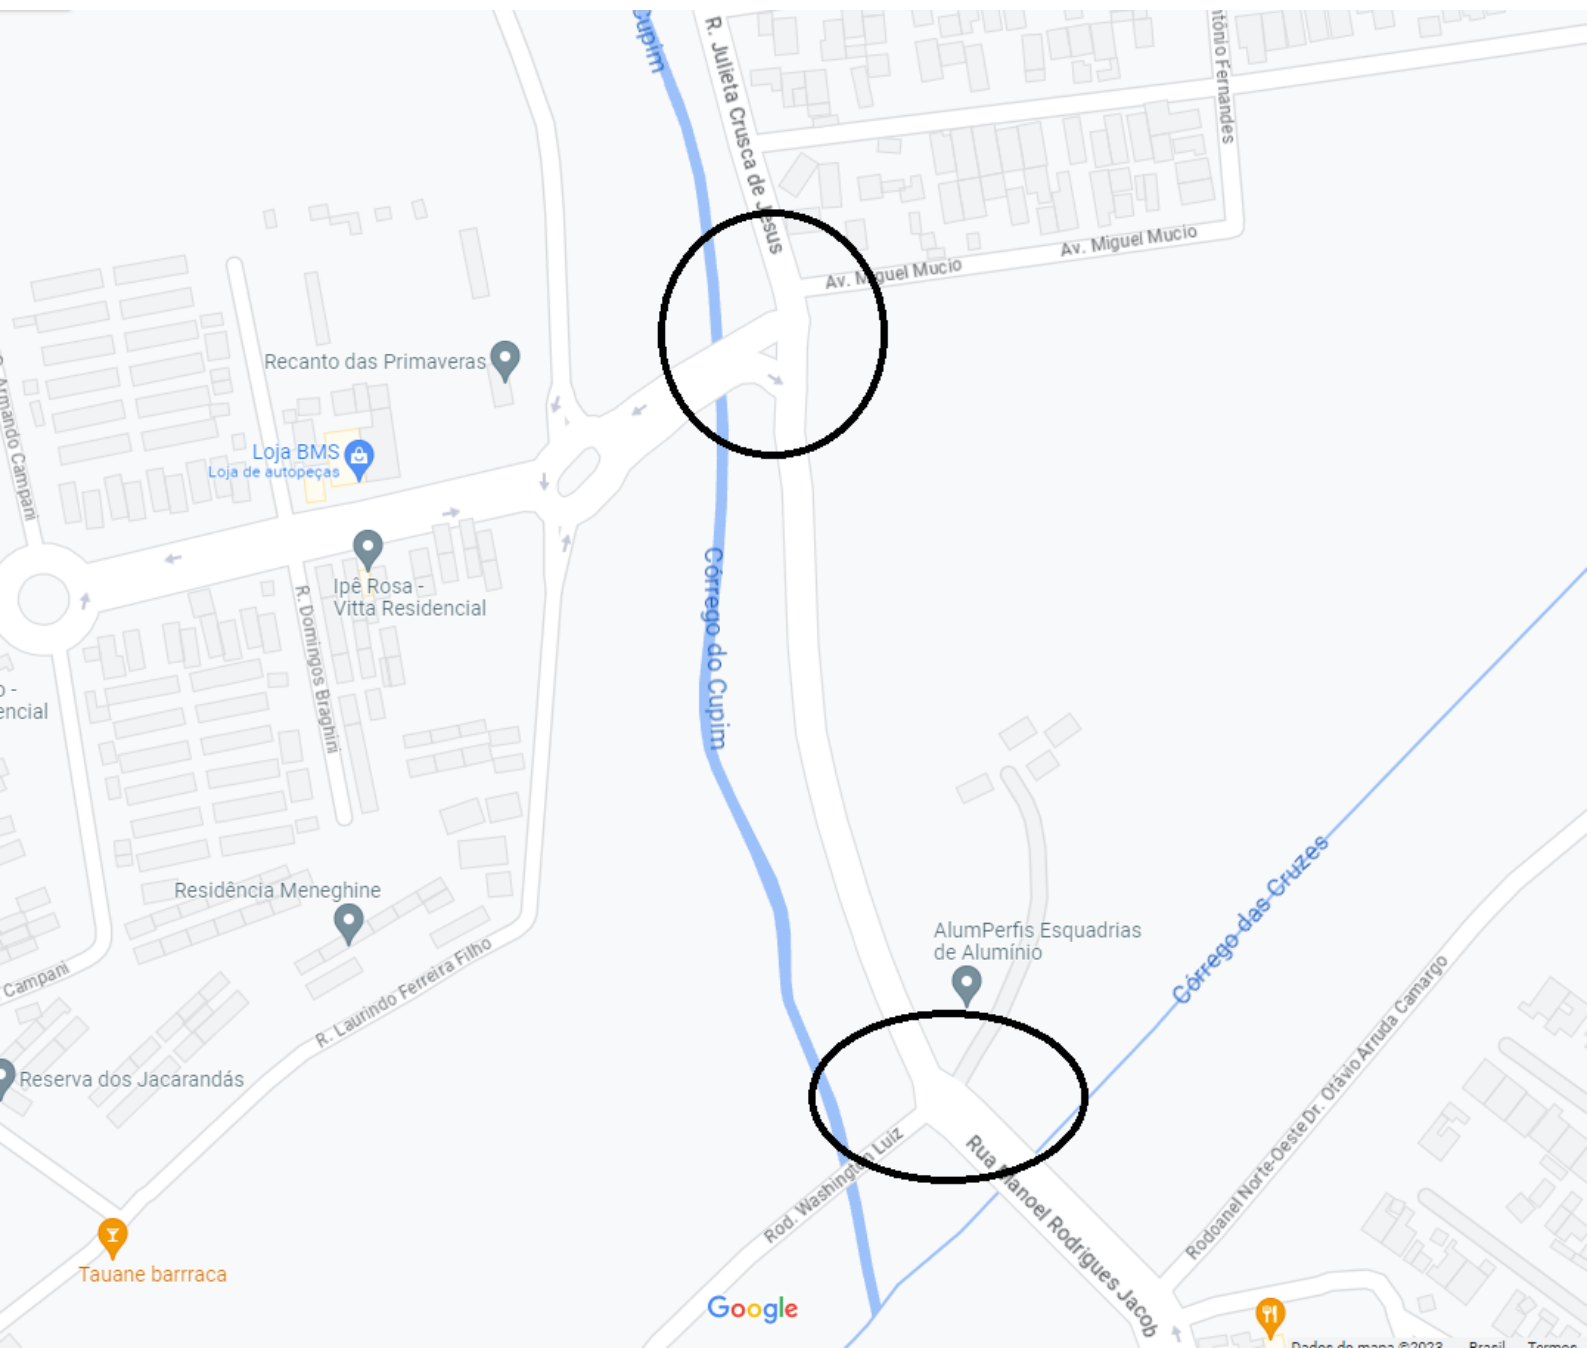 Cupim
R. Julieta Crusca de Jesus
Antônio Fernandes
Av. Miguel Mucio
Av. Miguel Mucio
Recanto das Primaveras
Armando Campani
Loja BMS
Loja de autopeças
Ipê Rosa -
Vitta Residencial
R. Domingos Braghini
Córrego do Cupim
Residência Meneghine
Campani
R. Laurindo Ferreira Filho
Reserva dos Jacarandás
AlumPerfis Esquadrias
de Alumínio
Córrego das Cruzes
Rodoanel Norte-Oeste Dr. Otávio Arruda Camargo
Rod. Washington Luiz
Rua Manoel Rodrigues Jacob
Tauane barrraca
Google
Dados do mapa ©2023 Brasil Termos